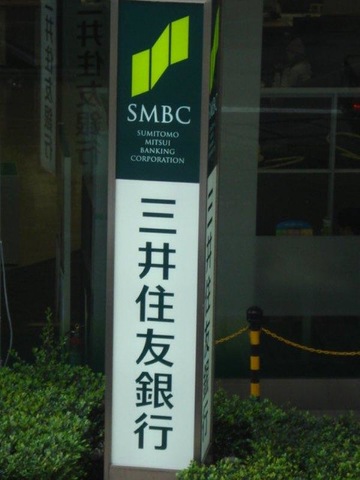 SMBC
SUMITOMO
MITSUI
BANKING
CORPORATION
三井住友銀行